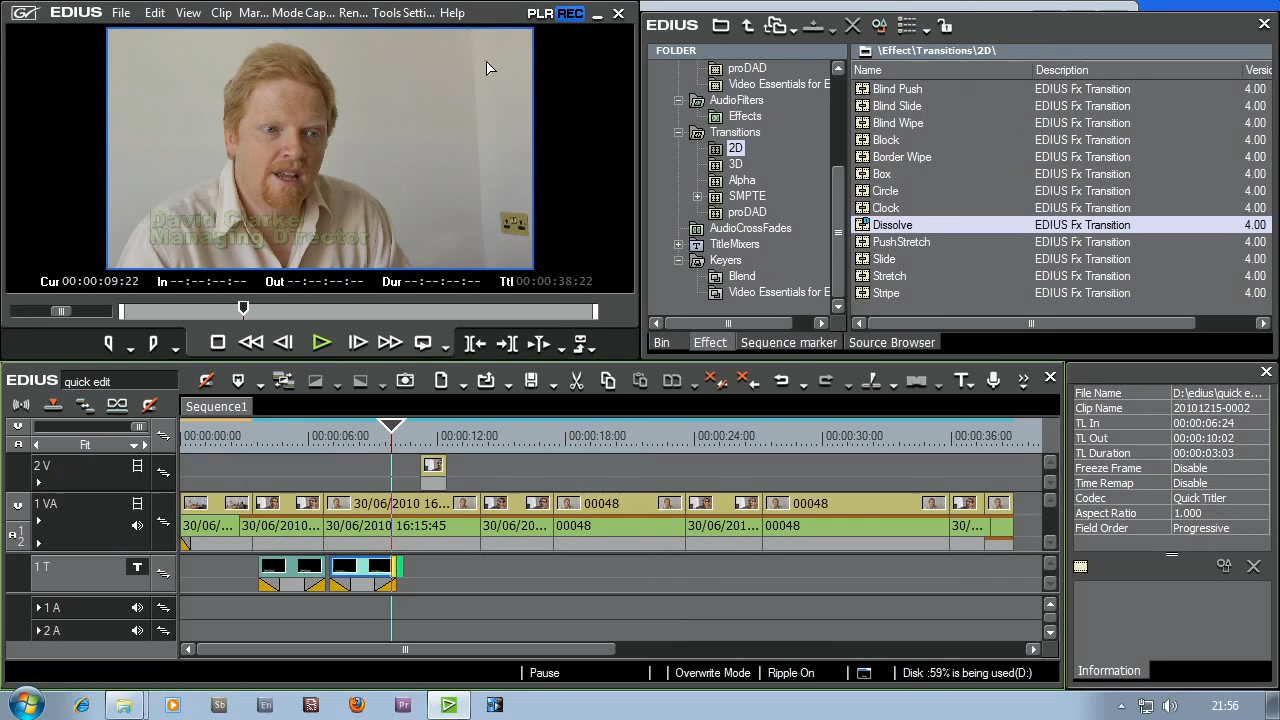 EDIUS File Edit View Clip Mar... Mode Cap... Ren... Tools Setti... Help PLR REC
David Clarke
Managing Director
Cur 00:00:09:22 In --:--:--:-- Out --:--:--:-- Dur --:--:--:-- Ttl 00:00:38:22
EDIUS
FOLDER
proDAD
Video Essentials for E
AudioFilters
Effects
Transitions
2D
3D
Alpha
SMPTE
proDAD
AudioCrossFades
TitleMixers
Keyers
Blend
Video Essentials for E
\Effect\Transitions\2D\
Name Description Versic
Blind Push EDIUS Fx Transition 4.00
Blind Slide EDIUS Fx Transition 4.00
Blind Wipe EDIUS Fx Transition 4.00
Block EDIUS Fx Transition 4.00
Border Wipe EDIUS Fx Transition 4.00
Box EDIUS Fx Transition 4.00
Circle EDIUS Fx Transition 4.00
Clock EDIUS Fx Transition 4.00
Dissolve EDIUS Fx Transition 4.00
PushStretch EDIUS Fx Transition 4.00
Slide EDIUS Fx Transition 4.00
Stretch EDIUS Fx Transition 4.00
Stripe EDIUS Fx Transition 4.00
Bin Effect Sequence marker Source Browser
EDIUS quick edit
Sequence1
Fit
00:00:00:00 00:00:06:00 00:00:12:00 00:00:18:00 00:00:24:00 00:00:30:00 00:00:36:00
2 V
1 VA 30/06/2010 16... 00048 00048
30/06/... 30/06/2010... 30/06/2010 16:15:45 30/06/20... 00048 30/06/201... 00048 30/...
A 1 2
1 T T
1 A
2 A
Pause Overwrite Mode Ripple On Disk :59% is being used(D:)
File Name D:\edius\quick e...
Clip Name 20101215-0002
TL In 00:00:06:24
TL Out 00:00:10:02
TL Duration 00:00:03:03
Freeze Frame Disable
Time Remap Disable
Codec Quick Titler
Aspect Ratio 1.000
Field Order Progressive
Information
Sb En Pr 21:56